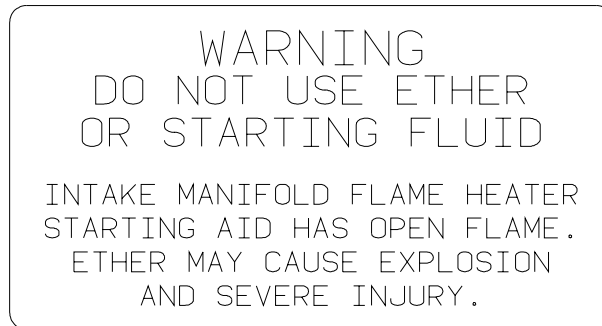 WARNING
DO NOT USE ETHER
OR STARTING FLUID
INTAKE MANIFOLD FLAME HEATER
STARTING AID HAS OPEN FLAME.
ETHER MAY CAUSE EXPLOSION
AND SEVERE INJURY.